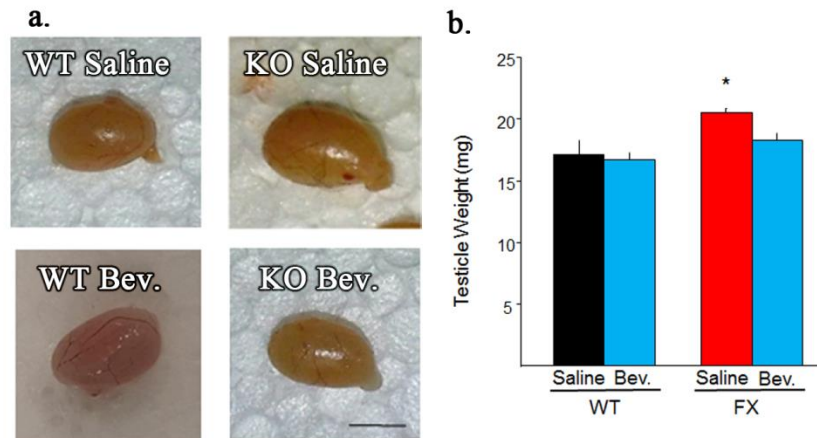 a.
WT Saline
KO Saline
WT Bev.
KO Bev.
b.
25
20
15
10
5
Testicle Weight (mg)
*
Saline Bev. Saline Bev.
WT FX